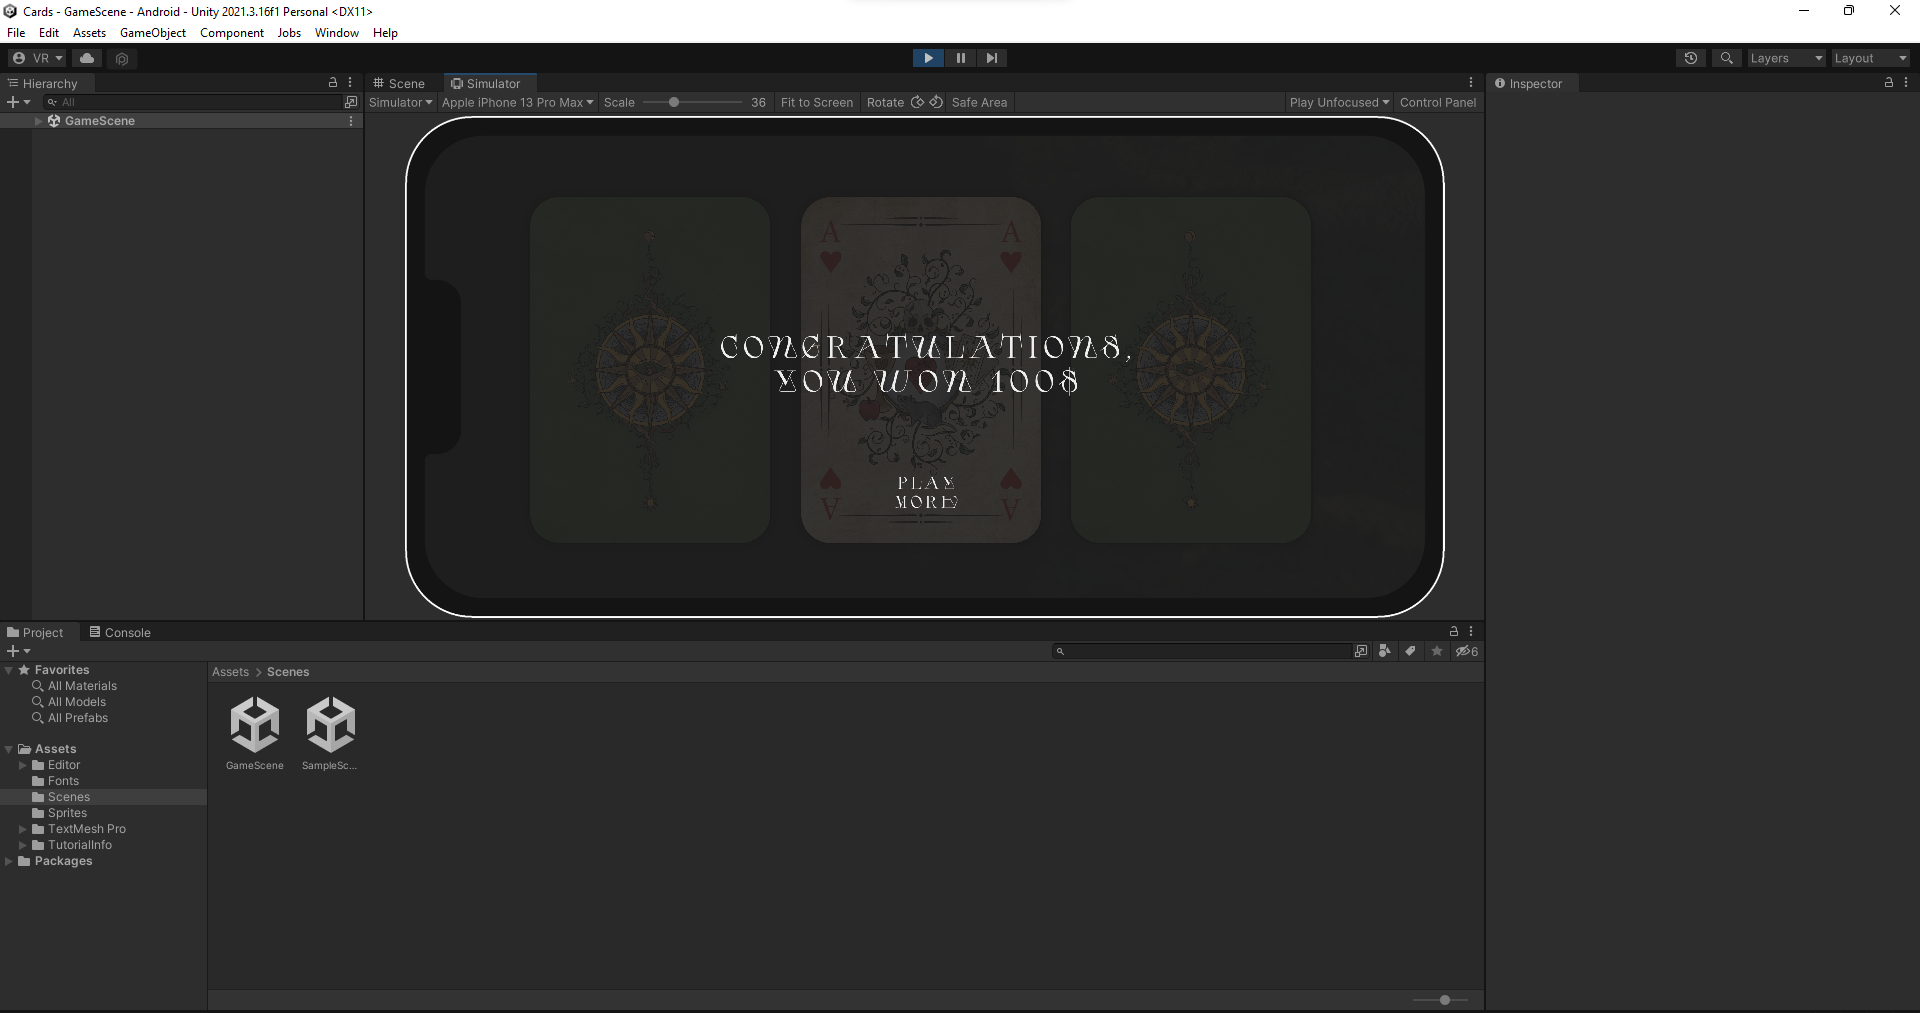 Cards - GameScene - Android - Unity 2021.3.16f1 Personal <DX11>
File Edit Assets GameObject Component Jobs Window Help
VR
Layers
Layout
Hierarchy
All
GameScene
Scene
Simulator
Simulator
Apple iPhone 13 Pro Max
Scale
36
Fit to Screen
Rotate
Safe Area
Play Unfocused
Control Panel
A
A
CONGRATULATIONS,
YOU WON 100$
PLAY
MORE
A
A
Inspector
Project
Console
6
Favorites
All Materials
All Models
All Prefabs
Assets
Editor
Fonts
Scenes
Sprites
TextMesh Pro
TutorialInfo
Packages
Assets > Scenes
GameScene
SampleSc...